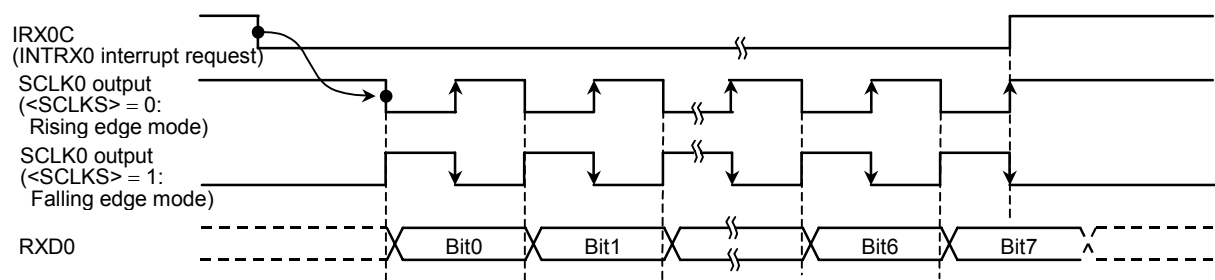 IRX0C
(INTRX0 interrupt request)
SCLK0 output
(<SCLKS> = 0:
Rising edge mode)
SCLK0 output
(<SCLKS> = 1:
Falling edge mode)
RXD0
Bit0
Bit1
Bit6
Bit7